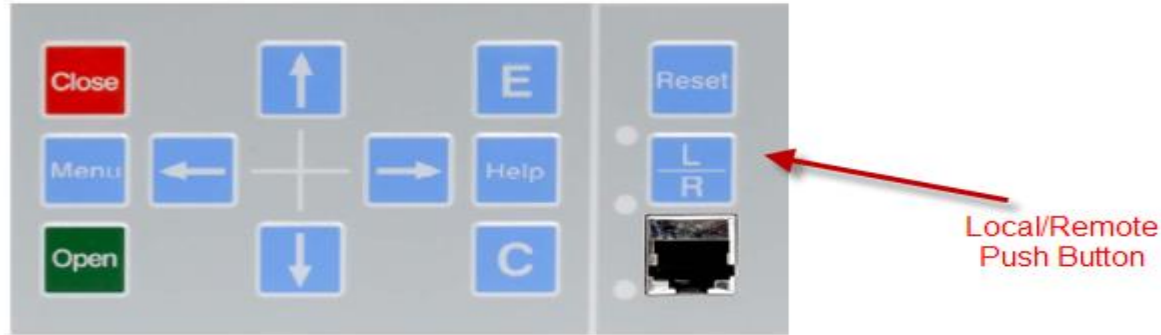 Close
E
Reset
Menu
Help
L
R
Open
C
Local/Remote
Push Button